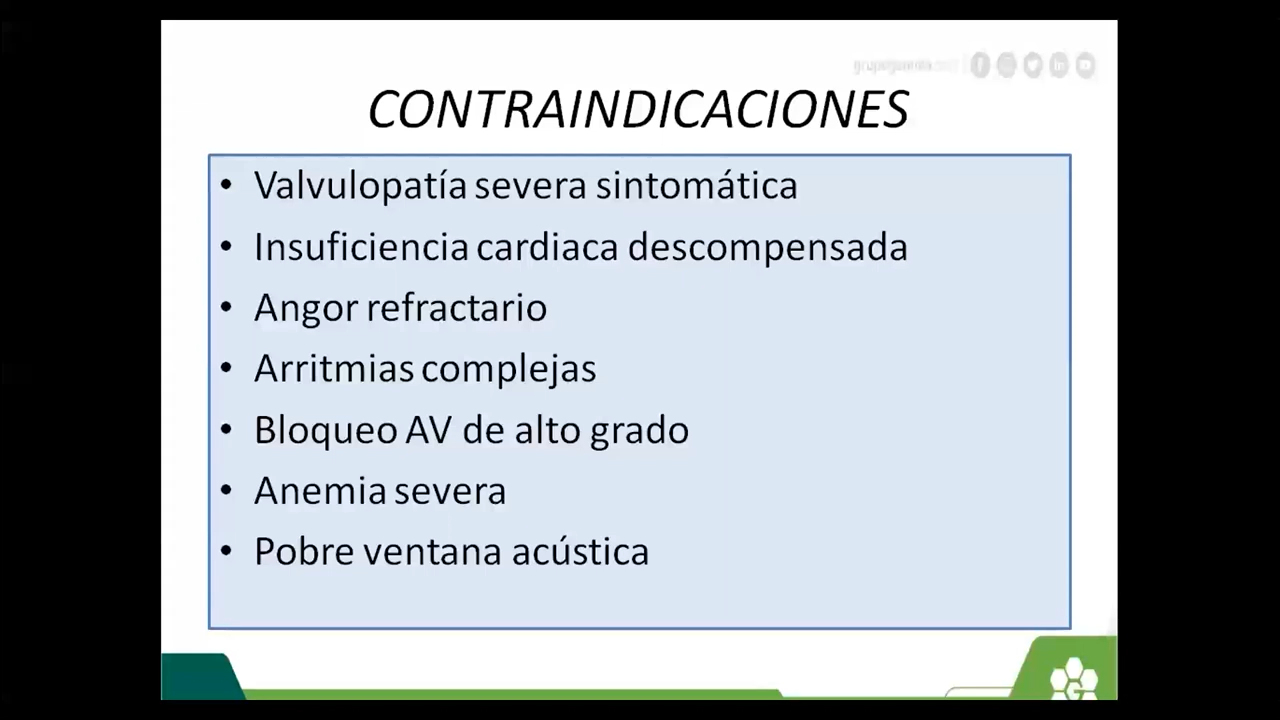 CONTRAINDICACIONES
• Valvulopatía severa sintomática
• Insuficiencia cardiaca descompensada
• Angor refractario
• Arritmias complejas
• Bloqueo AV de alto grado
• Anemia severa
• Pobre ventana acústica